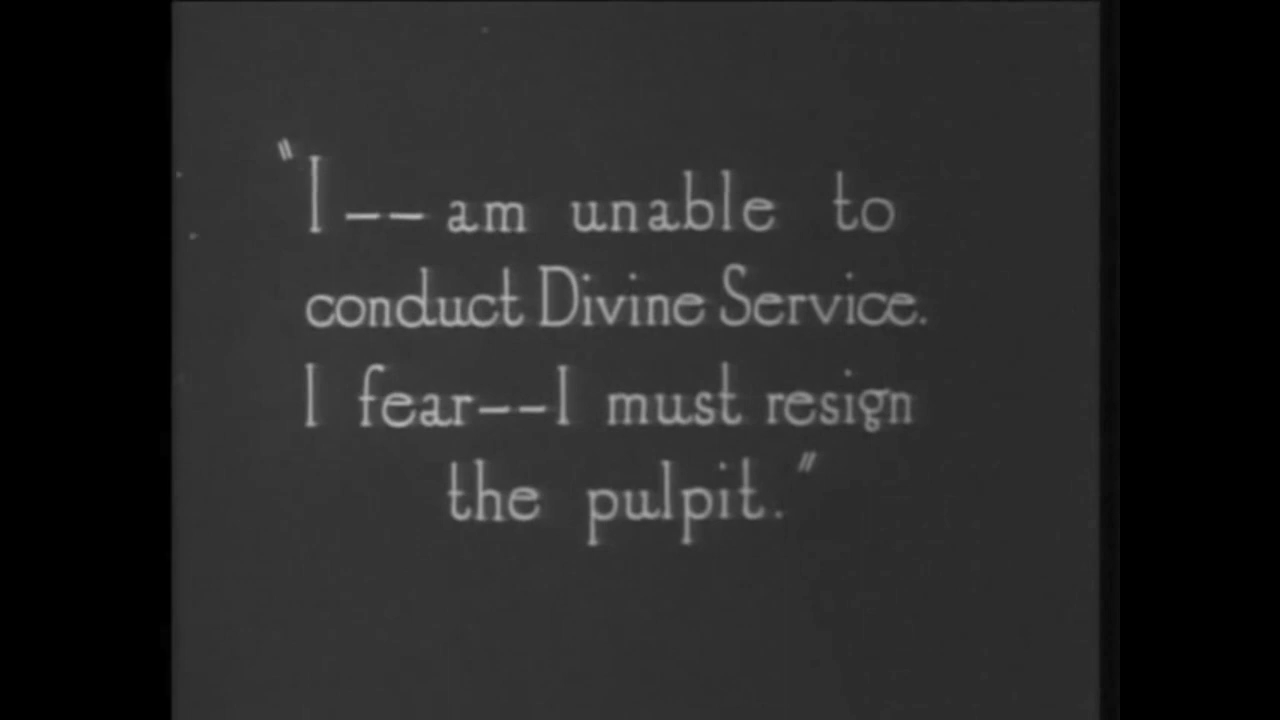 "I -- am unable to
conduct Divine Service.
I fear--I must resign
the pulpit."